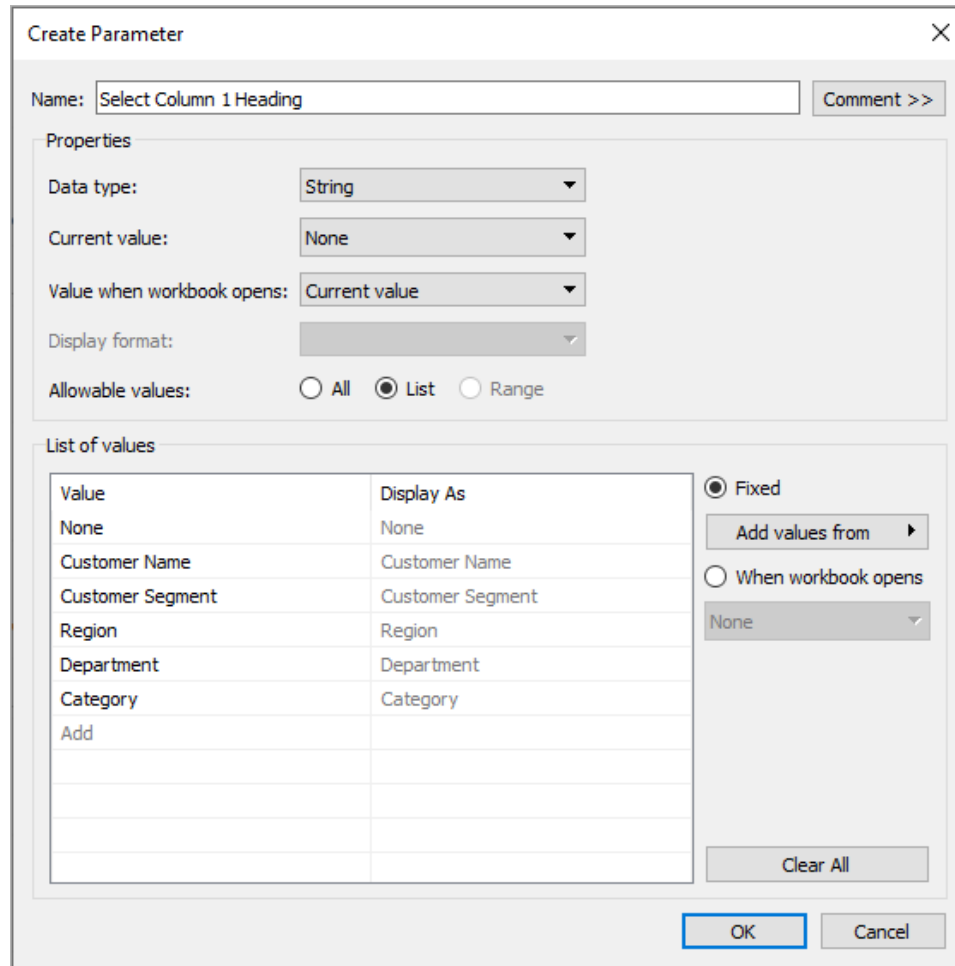 Create Parameter
Name: Select Column 1 Heading Comment >>
Properties
Data type: String
Current value: None
Value when workbook opens: Current value
Display format:
Allowable values: All List Range
List of values
Value Display As
None None
Customer Name Customer Name
Customer Segment Customer Segment
Region Region
Department Department
Category Category
Add
Fixed
Add values from
When workbook opens
None
Clear All
OK Cancel